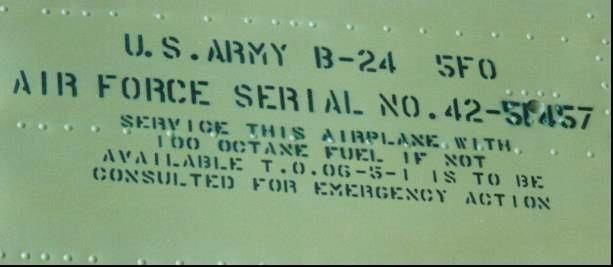 U.S. ARMY B-24 5FO
AIR FORCE SERIAL NO.
SERVICE THIS AIRPLANE WITH
100 OCTANE FUEL IF NOT
AVAILABLE T.O.06-5-1 IS TO BE
CONSULTED FOR EMERGENCY ACTION